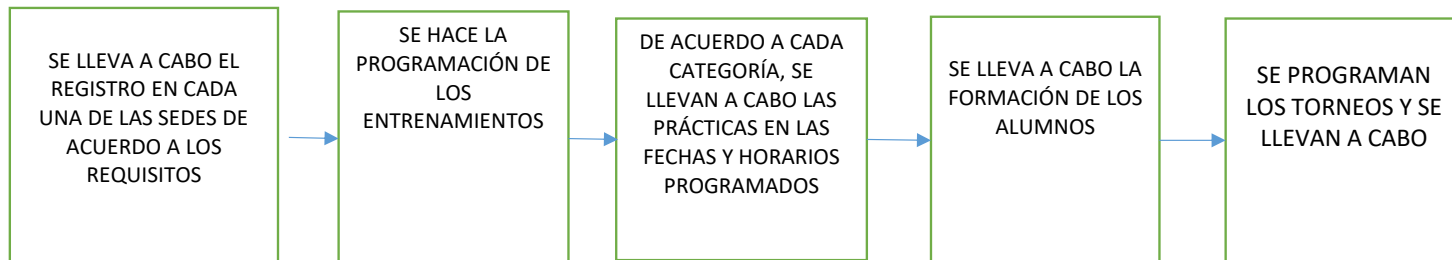 SE LLEVA A CABO EL
REGISTRO EN CADA
UNA DE LAS SEDES DE
ACUERDO A LOS
REQUISITOS
SE HACE LA
PROGRAMACIÓN DE
LOS
ENTRENAMIENTOS
DE ACUERDO A CADA
CATEGORÍA, SE
LLEVAN A CABO LAS
PRÁCTICAS EN LAS
FECHAS Y HORARIOS
PROGRAMADOS
SE LLEVA A CABO LA
FORMACIÓN DE LOS
ALUMNOS
SE PROGRAMAN
LOS TORNEOS Y SE
LLEVAN A CABO